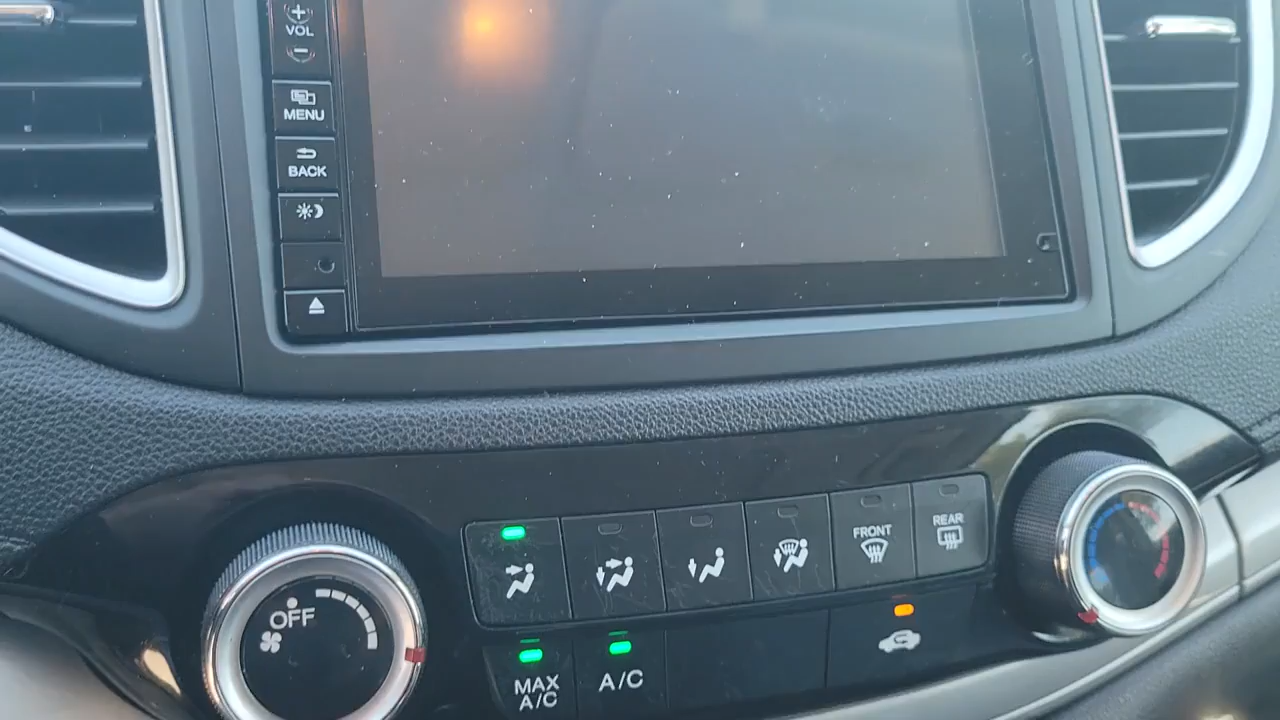 VOL
MENU
BACK
FRONT
REAR
OFF
MAX
A/C
A/C